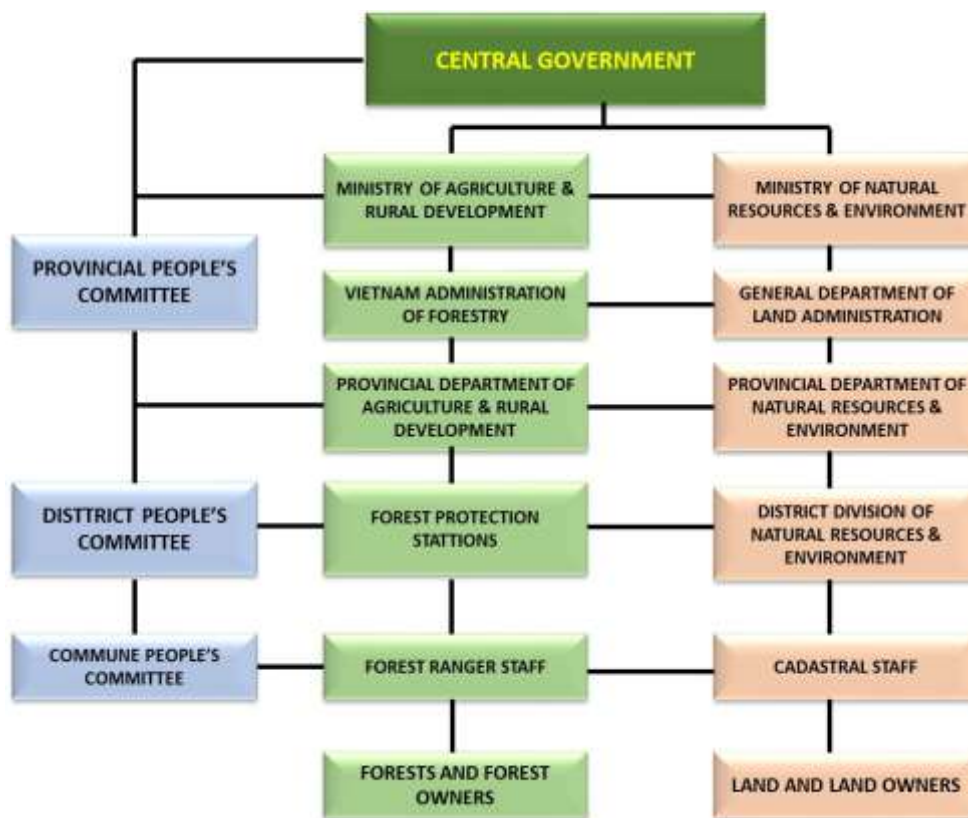 CENTRAL GOVERNMENT
MINISTRY OF AGRICULTURE &
RURAL DEVELOPMENT
MINISTRY OF NATURAL
RESOURCES & ENVIRONMENT
PROVINCIAL PEOPLE'S
COMMITTEE
VIETNAM ADMINISTRATION
OF FORESTRY
GENERAL DEPARTMENT OF
LAND ADMINISTRATION
PROVINCIAL DEPARTMENT OF
AGRICULTURE & RURAL
DEVELOPMENT
PROVINCIAL DEPARTMENT OF
NATURAL RESOURCES &
ENVIRONMENT
DISTTRICT PEOPLE'S
COMMITTEE
FOREST PROTECTION
STATTIONS
DISTRICT DIVISION OF
NATURAL RESOURCES &
ENVIRONMENT
COMMUNE PEOPLE'S
COMMITTEE
FOREST RANGER STAFF
CADASTRAL STAFF
FORESTS AND FOREST
OWNERS
LAND AND LAND OWNERS